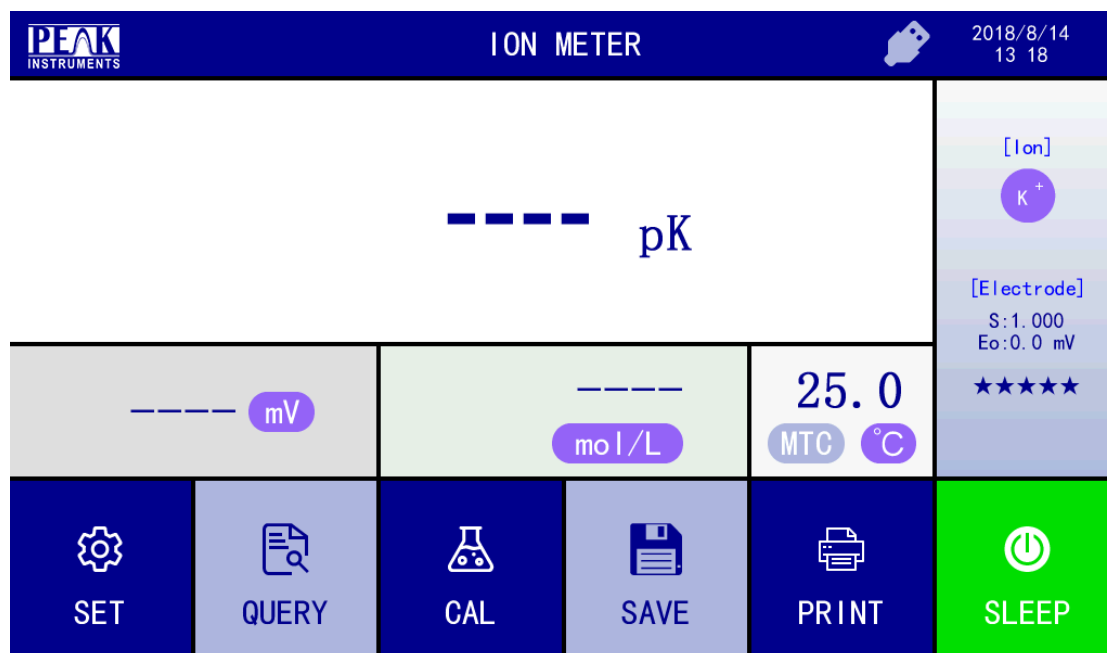 PEAK
INSTRUMENTS
ION METER
2018/8/14
13 18
[Ion]
K+
---- pK
[Electrode]
S:1.000
Eo:0.0 mV
★★★★★
---- mV
----
mol/L
25.0
MTC °C
SET
QUERY
CAL
SAVE
PRINT
SLEEP